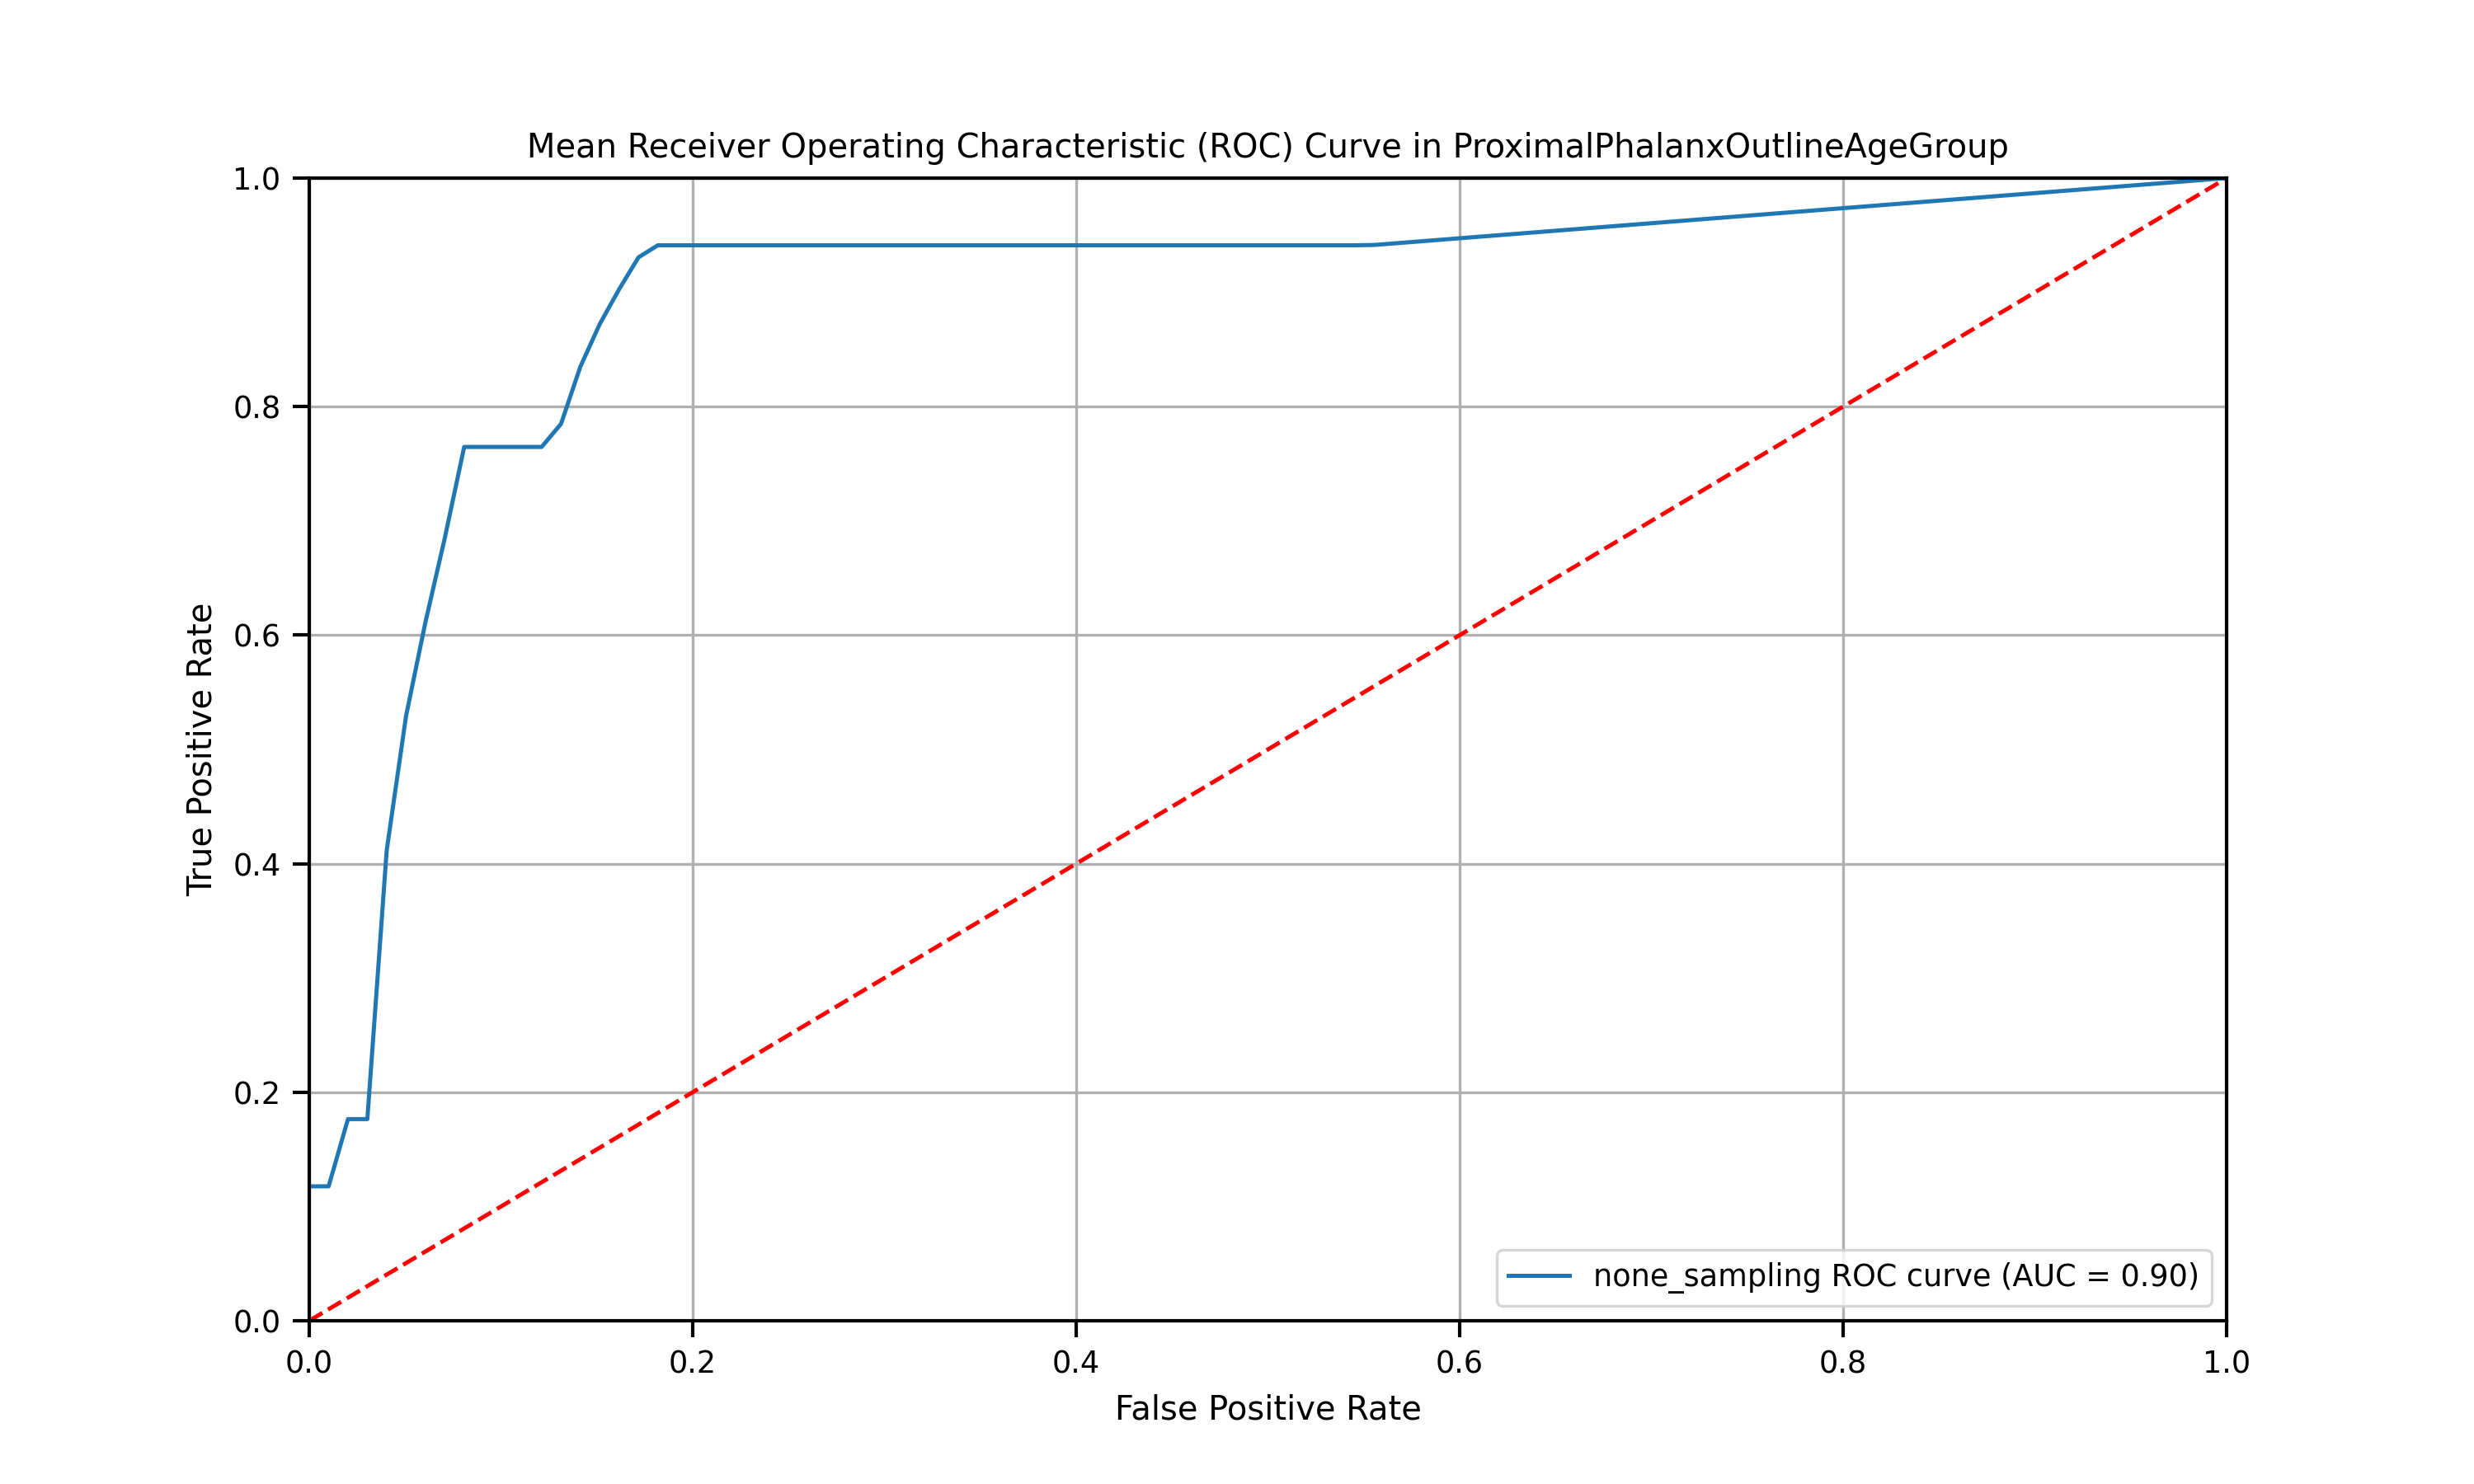 Mean Receiver Operating Characteristic (ROC) Curve in ProximalPhalanxOutlineAgeGroup
True Positive Rate
1.0
0.8
0.6
0.4
0.2
0.0
0.0 0.2 0.4 0.6 0.8 1.0
False Positive Rate
none_sampling ROC curve (AUC = 0.90)